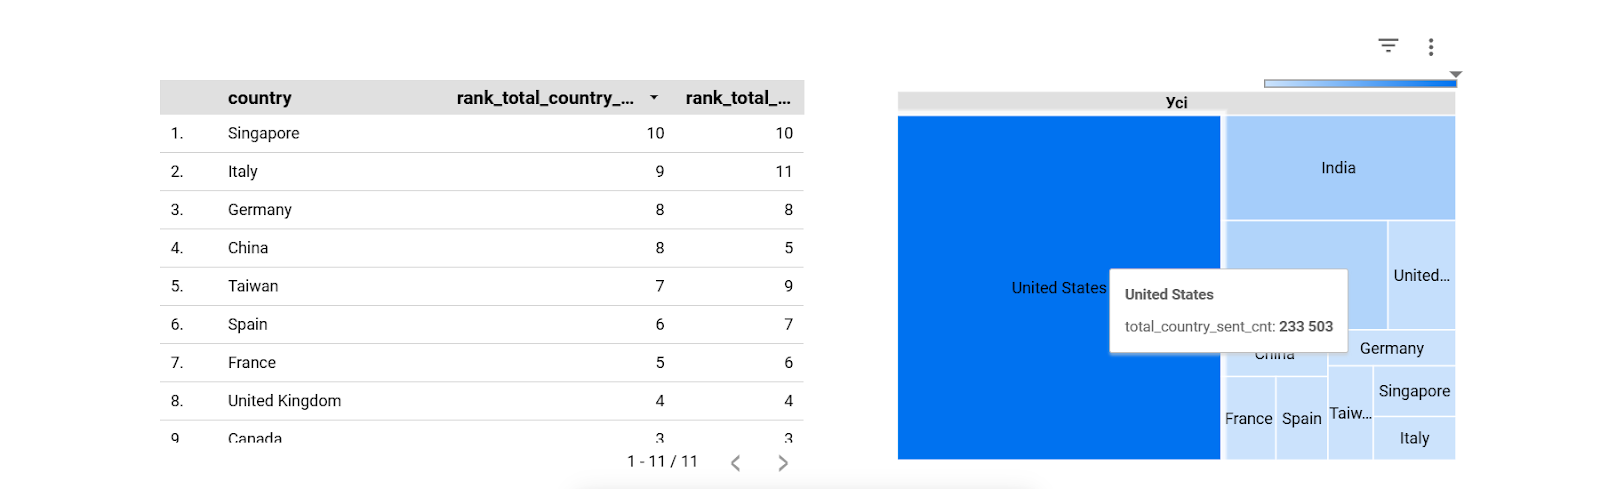 country rank_total_country_... rank_total_...
1. Singapore 10 10
2. Italy 9 11
3. Germany 8 8
4. China 8 5
5. Taiwan 7 9
6. Spain 6 7
7. France 5 6
8. United Kingdom 4 4
9 Canada 3 3
1 - 11 / 11
Усі
India
United States
United...
United States
total_country_sent_cnt: 233 503
China
Germany
Singapore
France
Spain
Taiw...
Italy